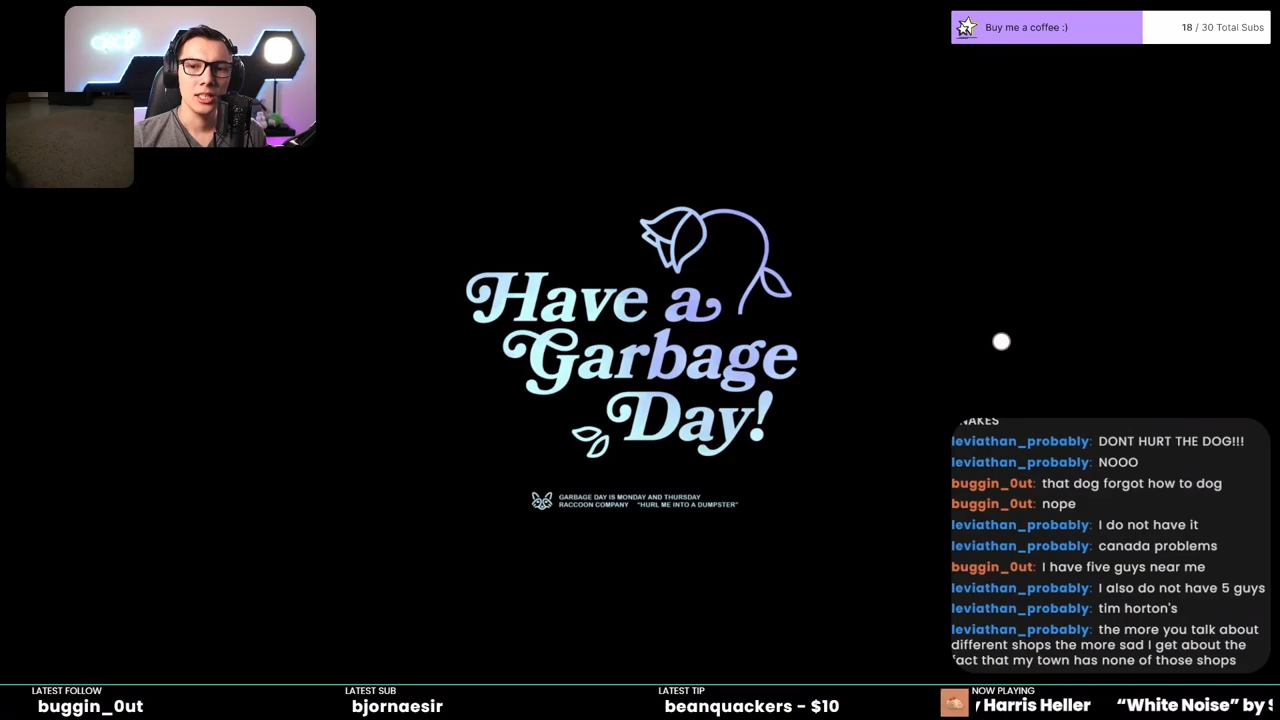 Buy me a coffee :)
18 / 30 Total Subs
Have a
Garbage
Day!
GARBAGE DAY IS MONDAY AND THURSDAY
RACCOON COMPANY "HURL ME INTO A DUMPSTER"
leviathan_probably: DONT HURT THE DOG!!!
leviathan_probably: NOOO
buggin_0ut: that dog forgot how to dog
buggin_0ut: nope
leviathan_probably: I do not have it
leviathan_probably: canada problems
buggin_0ut: I have five guys near me
leviathan_probably: I also do not have 5 guys
leviathan_probably: tim horton's
leviathan_probably: the more you talk about
different shops the more sad I get about the
fact that my town has none of those shops
LATEST FOLLOW
buggin_0ut
LATEST SUB
bjornaesir
LATEST TIP
beanquackers - $10
NOW PLAYING
Harris Heller “White Noise” by